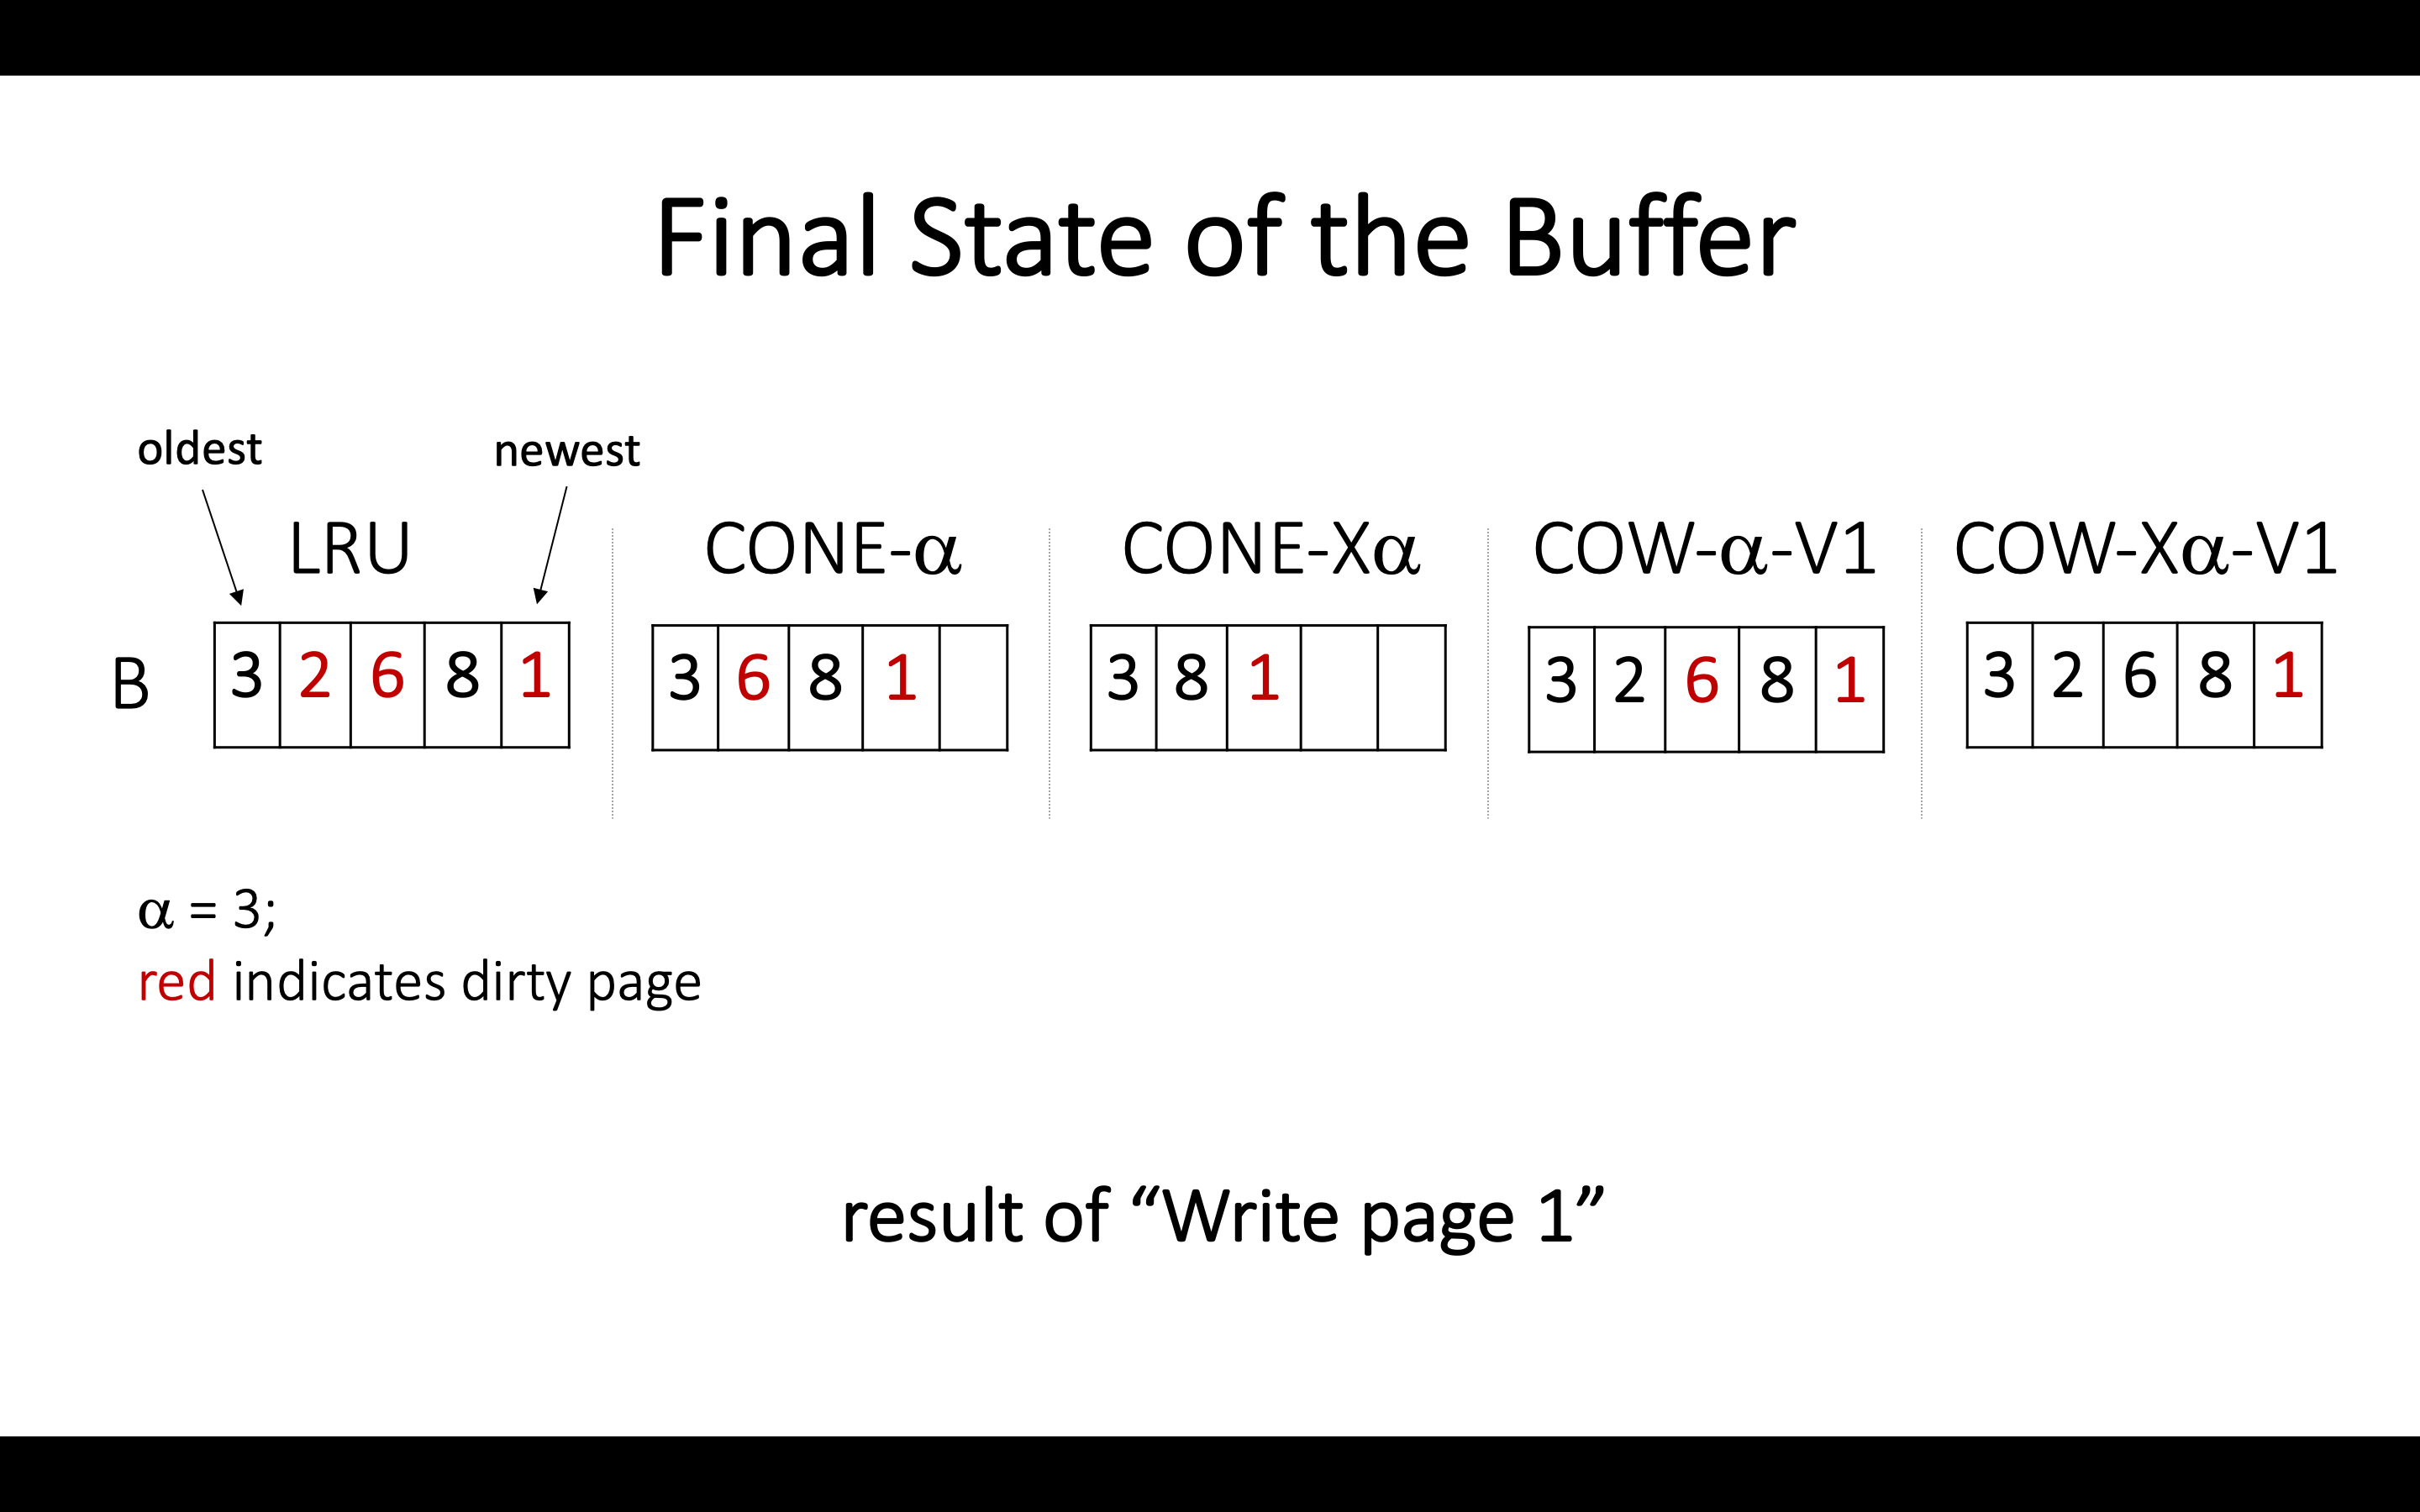 Final State of the Buffer
oldest newest
LRU CONE-α CONE-Xα COW-α-V1 COW-Xα-V1
B 3 2 6 8 1 3 6 8 1 3 8 1 3 2 6 8 1 3 2 6 8 1
α = 3;
red indicates dirty page
result of “Write page 1”